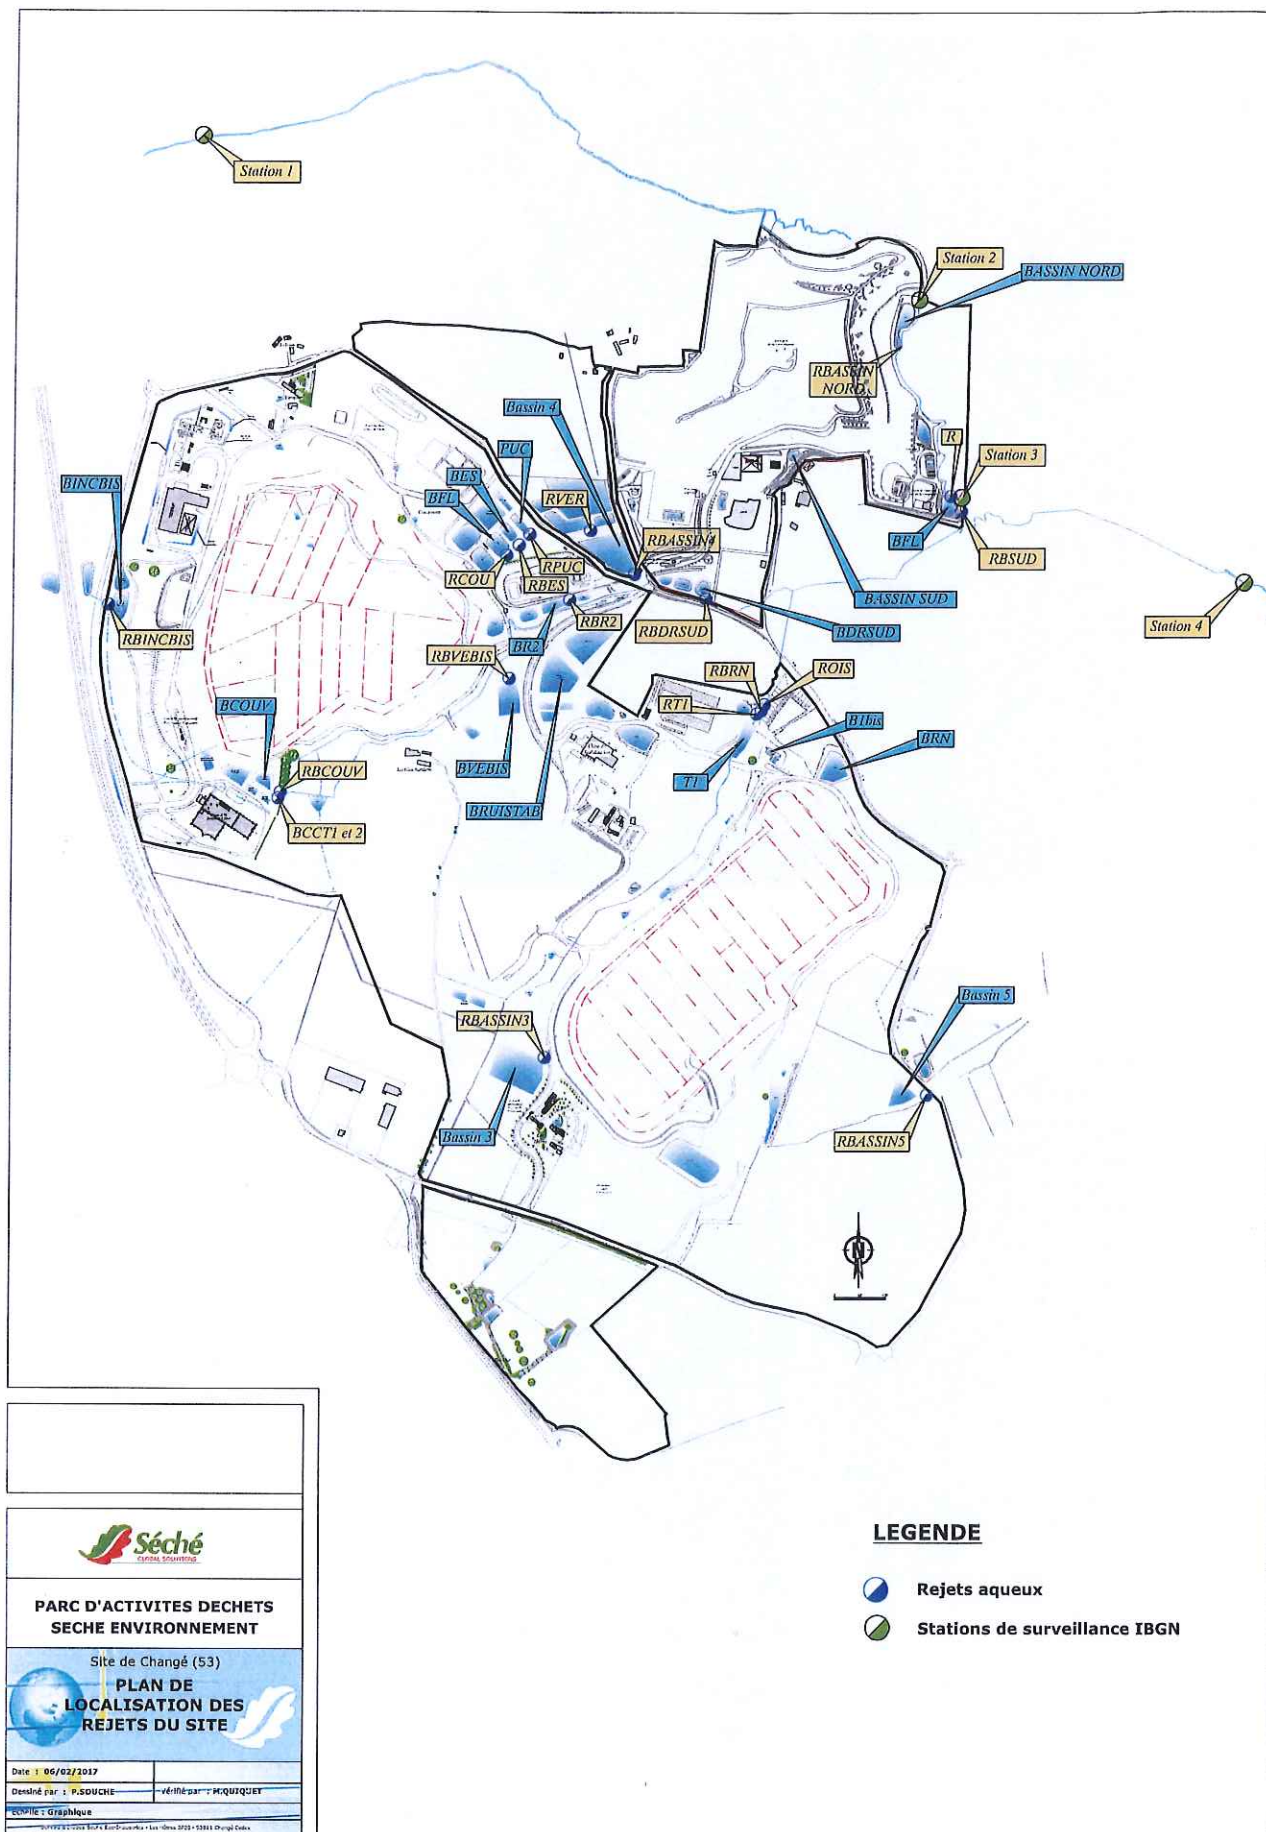 Station 1
Station 2
BASSIN NORD
RBASSIN
NORD
Bassin 4
PUC
BES
BFL
RVER
BINCBIS
R
Station 3
RBASSIN4
RPUC
RBES
RCOU
BFL
RBSUD
BASSIN SUD
Station 4
RBINCBIS
RBR2
BR2
RBDRSUD
BDRSUD
RBVEBIS
RBRN
ROIS
RT1
BCOUV
B1bis
BRN
RBCOUV
BVEBIS
T1
BRUISTAB
BCCT1 et 2
Bassin 5
RBASSIN3
Bassin 3
RBASSIN5
N
LEGENDE
Rejets aqueux
Stations de surveillance IBGN
Séché
GLOBAL SOLUTIONS
PARC D'ACTIVITES DECHETS
SECHE ENVIRONNEMENT
Site de Changé (53)
PLAN DE
LOCALISATION DES
REJETS DU SITE
Date : 06/02/2017
Dessiné par : P.SOUCHE
Vérifié par : M.QUIQUET
Echelle : Graphique